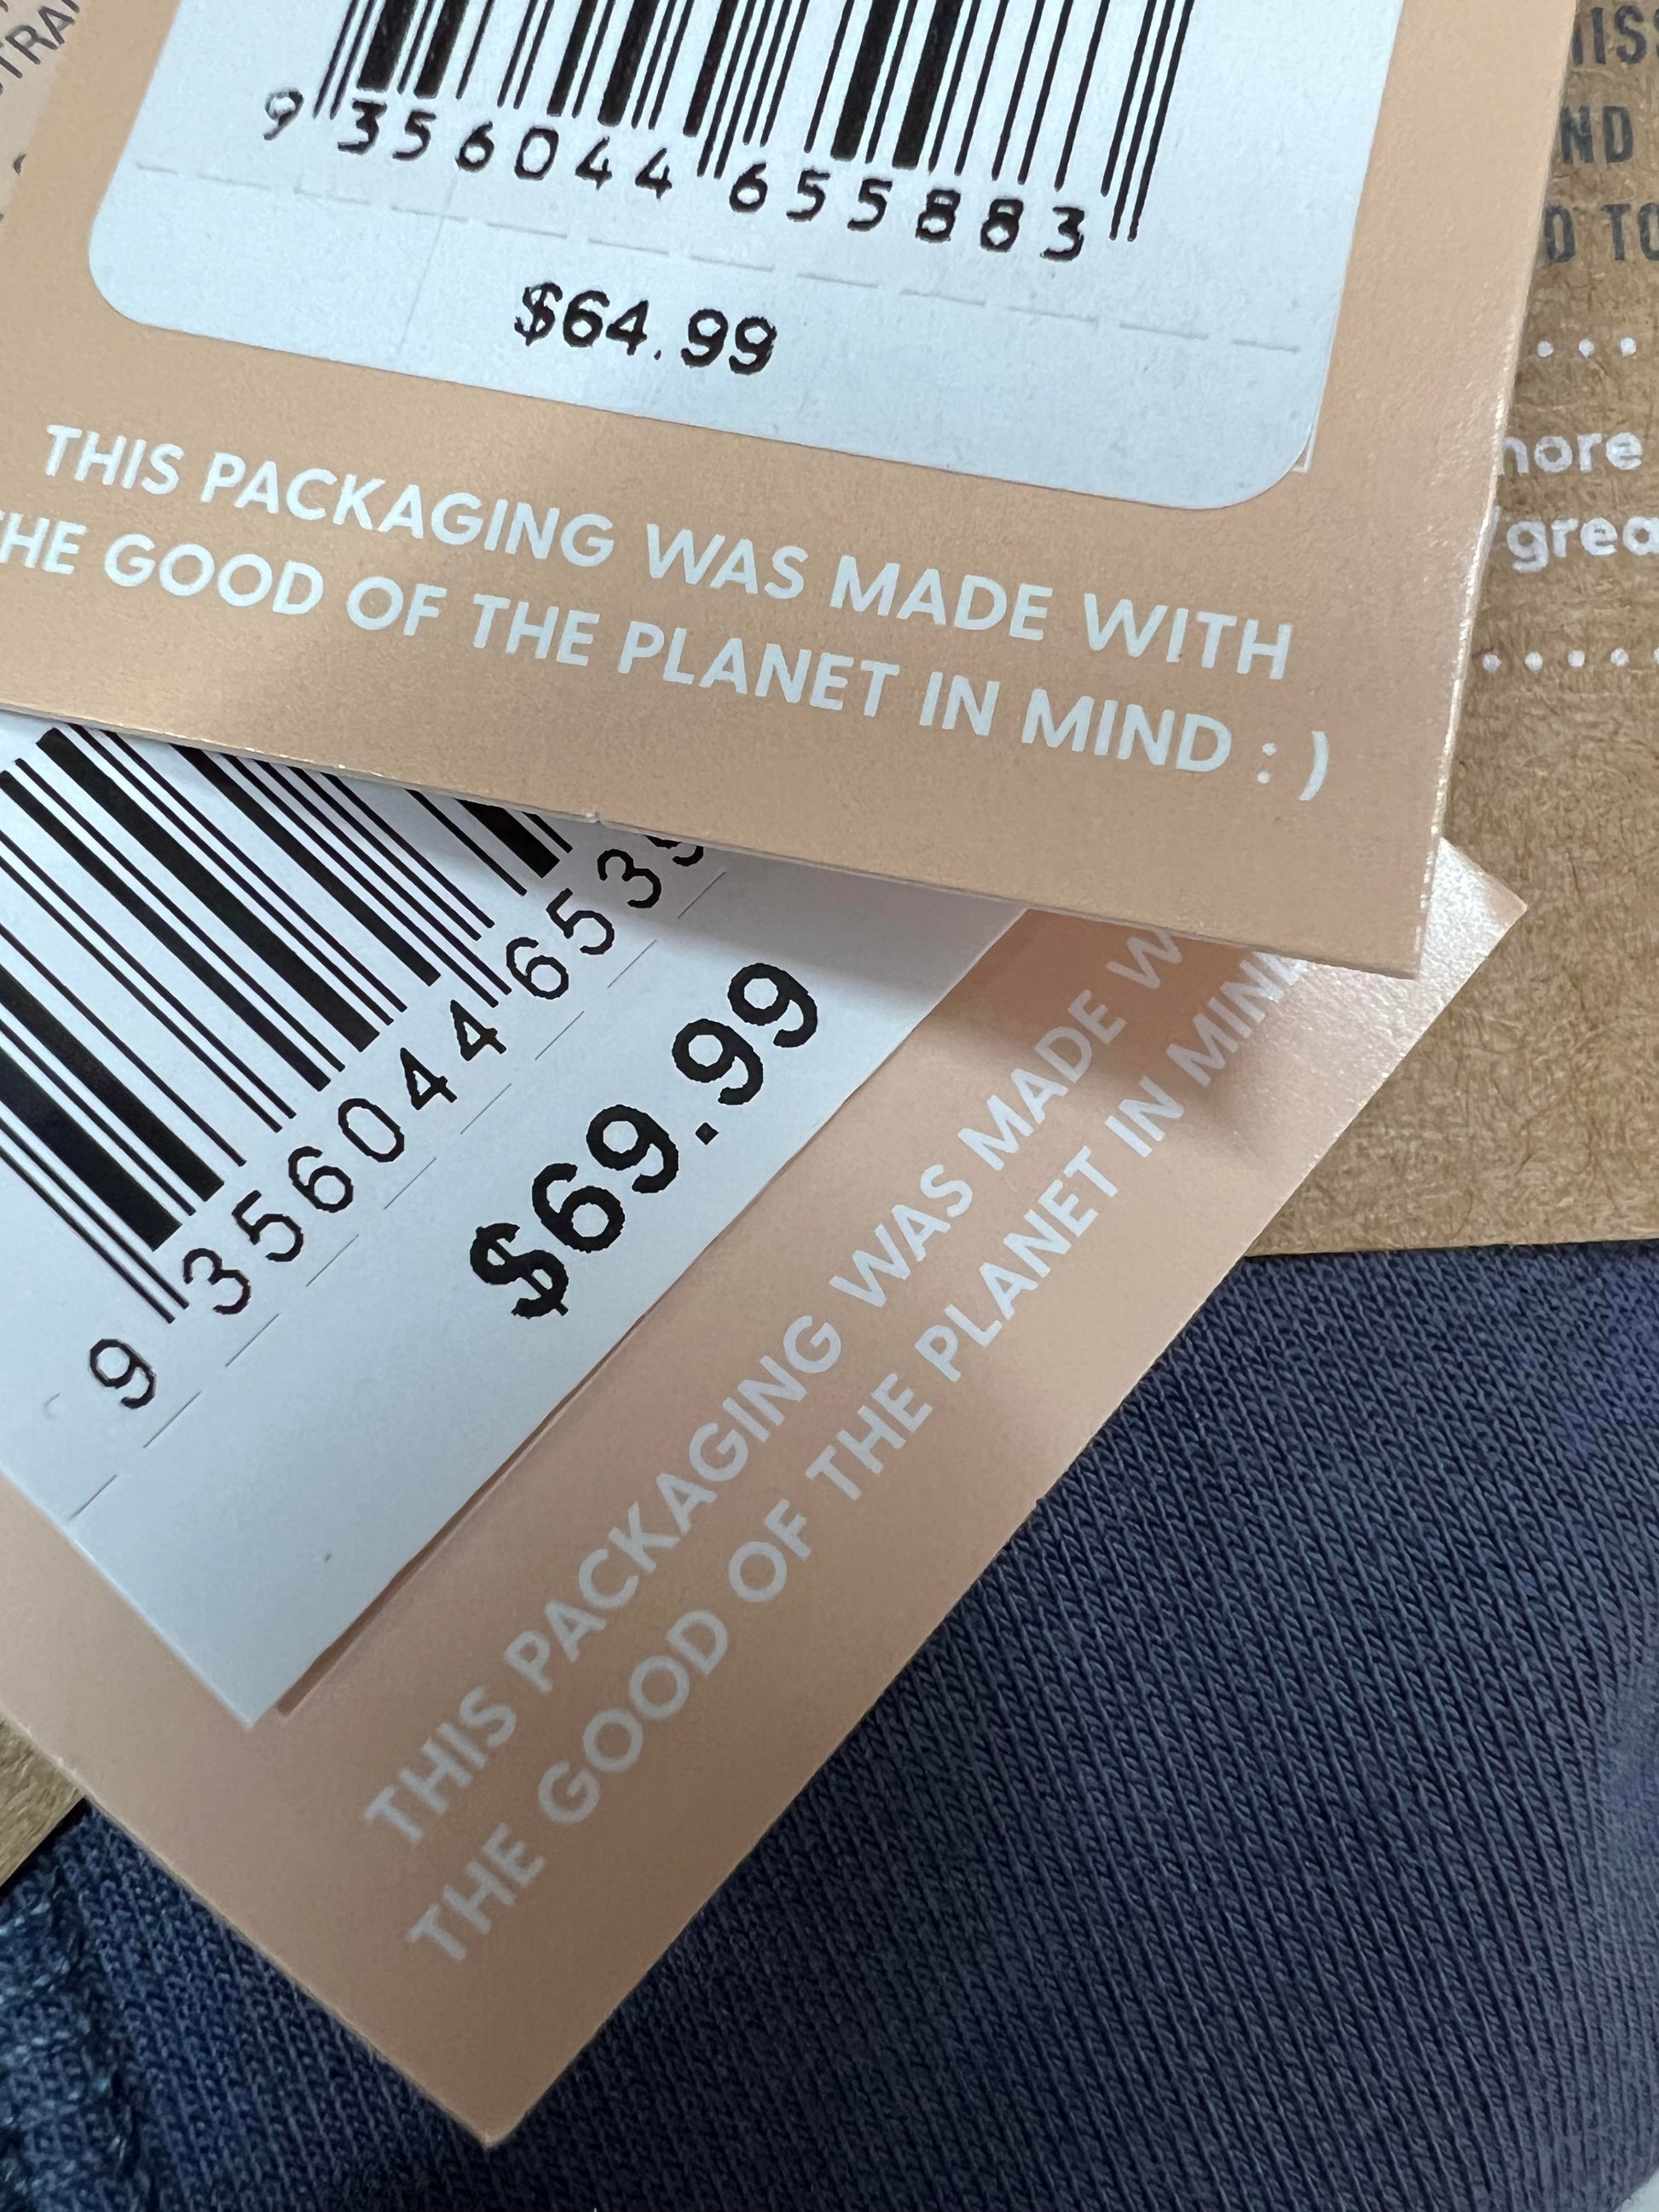 9 356044 655883
$64.99
THIS PACKAGING WAS MADE WITH
GOOD OF THE PLANET IN MIND : )
9 356044 653
$69.99
THIS PACKAGING WAS MADE
THE GOOD OF THE PLANET IN